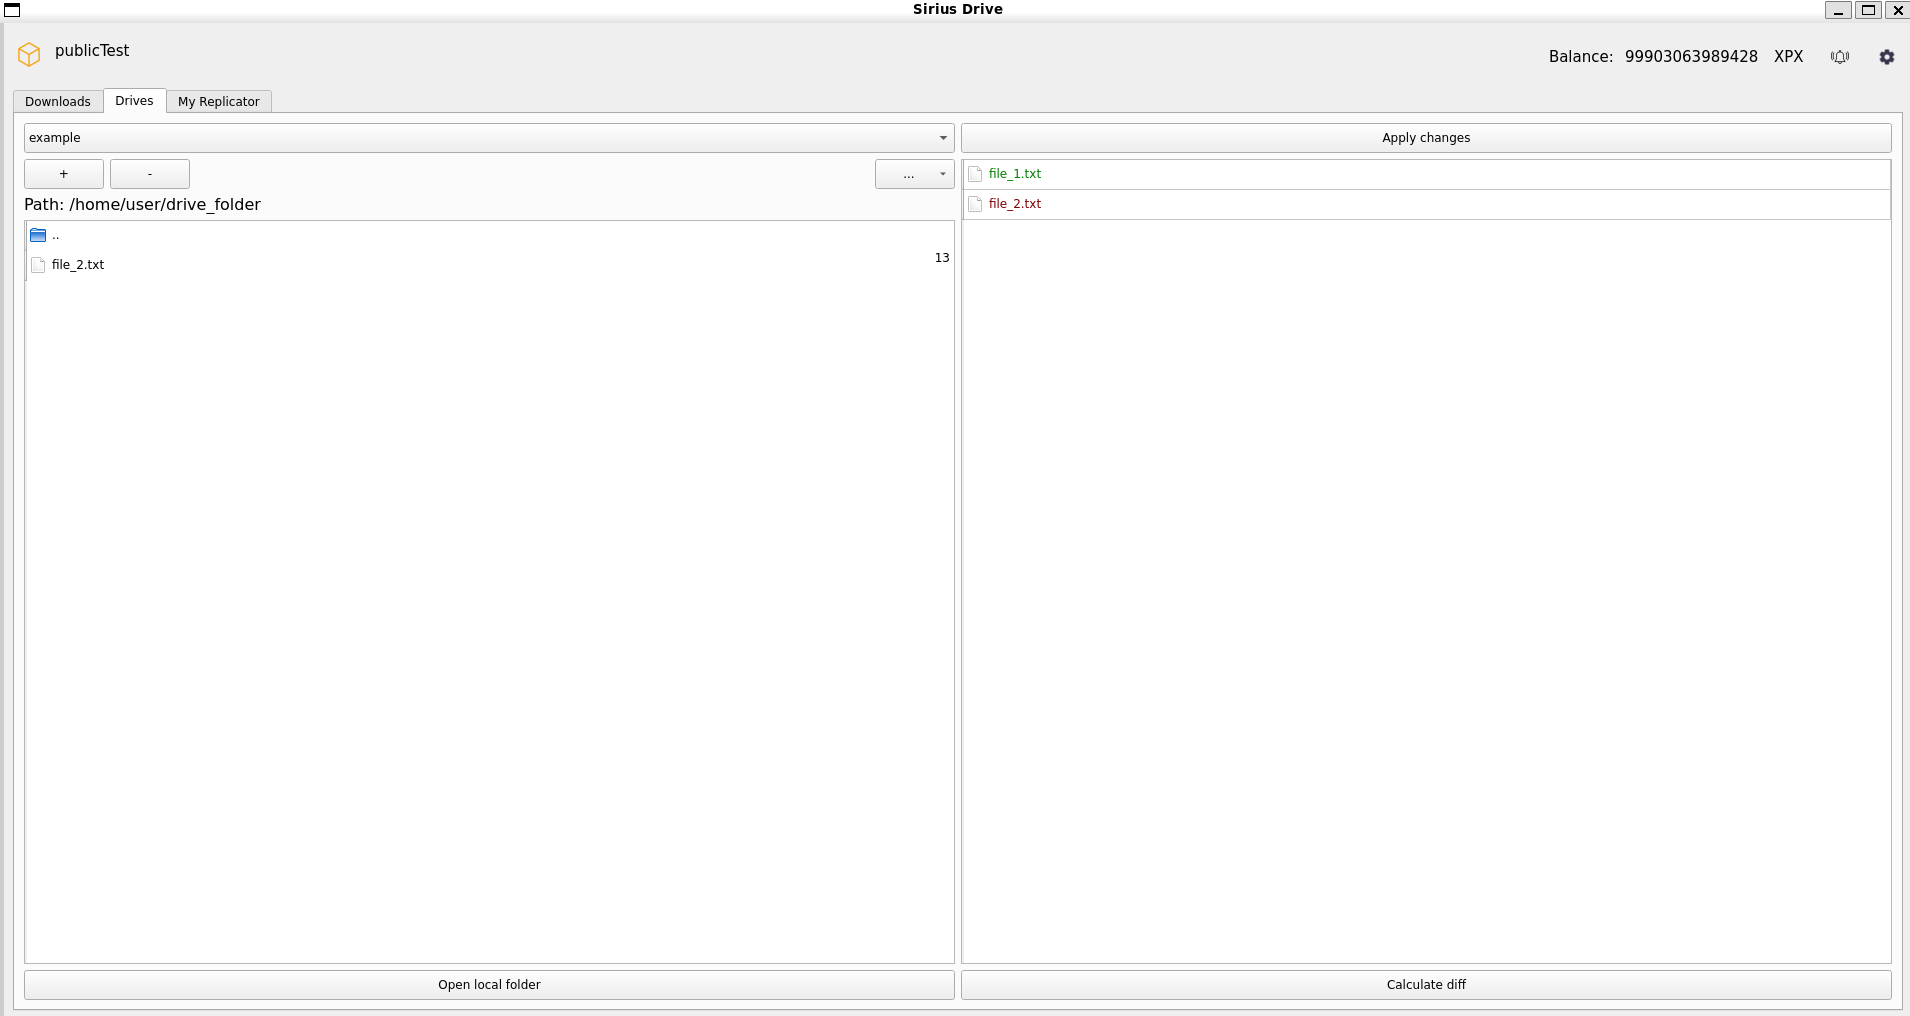 Sirius Drive
publicTest
Balance: 99903063989428 XPX
Downloads Drives My Replicator
example
Apply changes
+ - ...
file_1.txt
Path: /home/user/drive_folder
file_2.txt
..
file_2.txt 13
Open local folder
Calculate diff